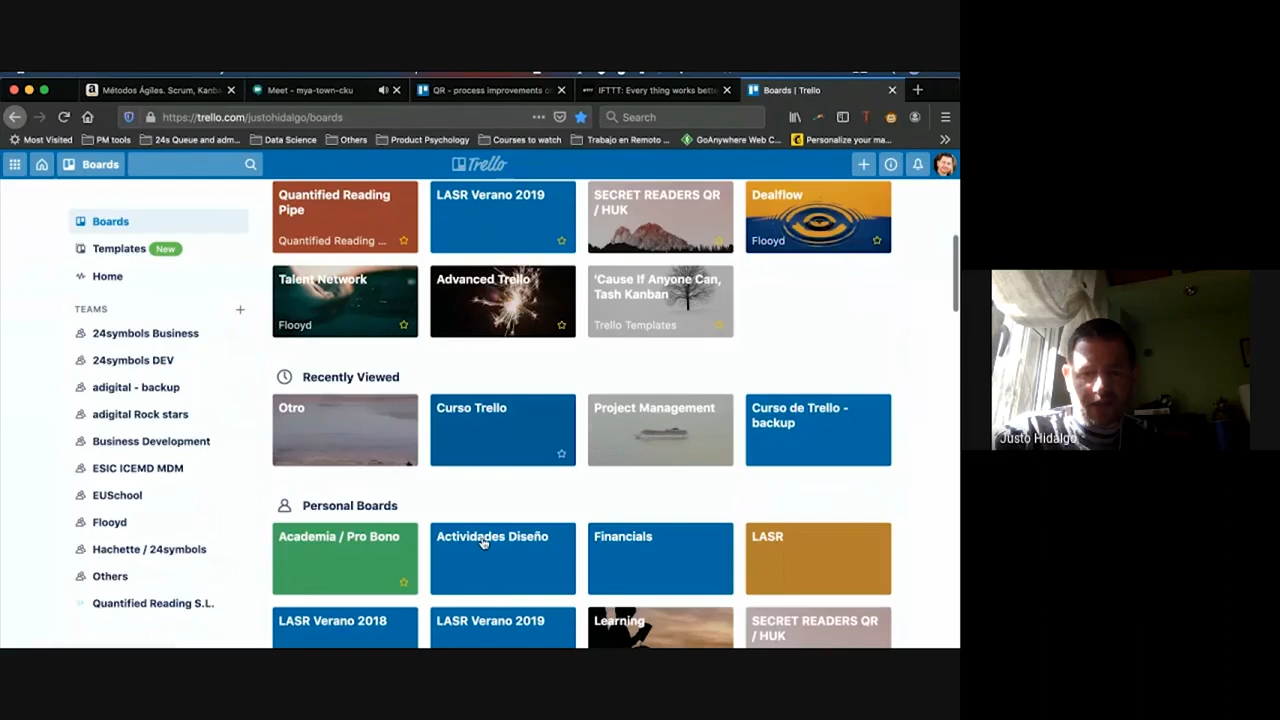 Métodos Ágiles. Scrum, Kanb
Meet - mya-town-cku
QR - process improvements o
IFTTT: Every thing works bette
Boards | Trello
https://trello.com/justohidalgo/boards
Search
Most Visited
PM tools
24s Queue and adm...
Data Science
Others
Product Psychology
Courses to watch
Trabajo en Remoto ...
GoAnywhere Web C...
Personalize your ma...
Boards
Trello
Boards
Templates New
Home
TEAMS
24symbols Business
24symbols DEV
adigital - backup
adigital Rock stars
Business Development
ESIC ICEMD MDM
EUSchool
Flooyd
Hachette / 24symbols
Others
Quantified Reading S.L.
Quantified Reading
Pipe
Quantified Reading ...
LASR Verano 2019
SECRET READERS QR
/ HUK
Dealflow
Flooyd
Talent Network
Flooyd
Advanced Trello
'Cause If Anyone Can,
Tash Kanban
Trello Templates
Recently Viewed
Otro
Curso Trello
Project Management
Curso de Trello -
backup
Personal Boards
Academia / Pro Bono
Actividades Diseño
Financials
LASR
LASR Verano 2018
LASR Verano 2019
Learning
SECRET READERS QR
/ HUK
Justo Hidalgo